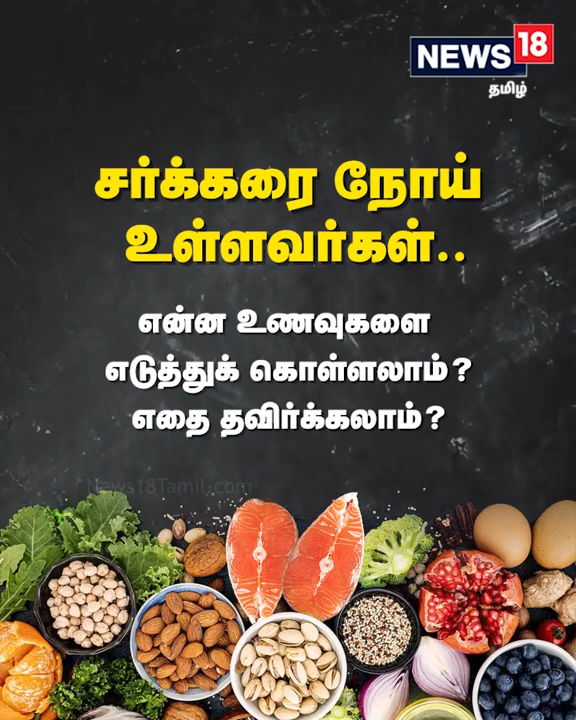 NEWS 18
தமிழ்
சர்க்கரை நோய்
உள்ளவர்கள்..
என்ன உணவுகளை
எடுத்துக் கொள்ளலாம்?
எதை தவிர்க்கலாம்?
News18Tamil.com